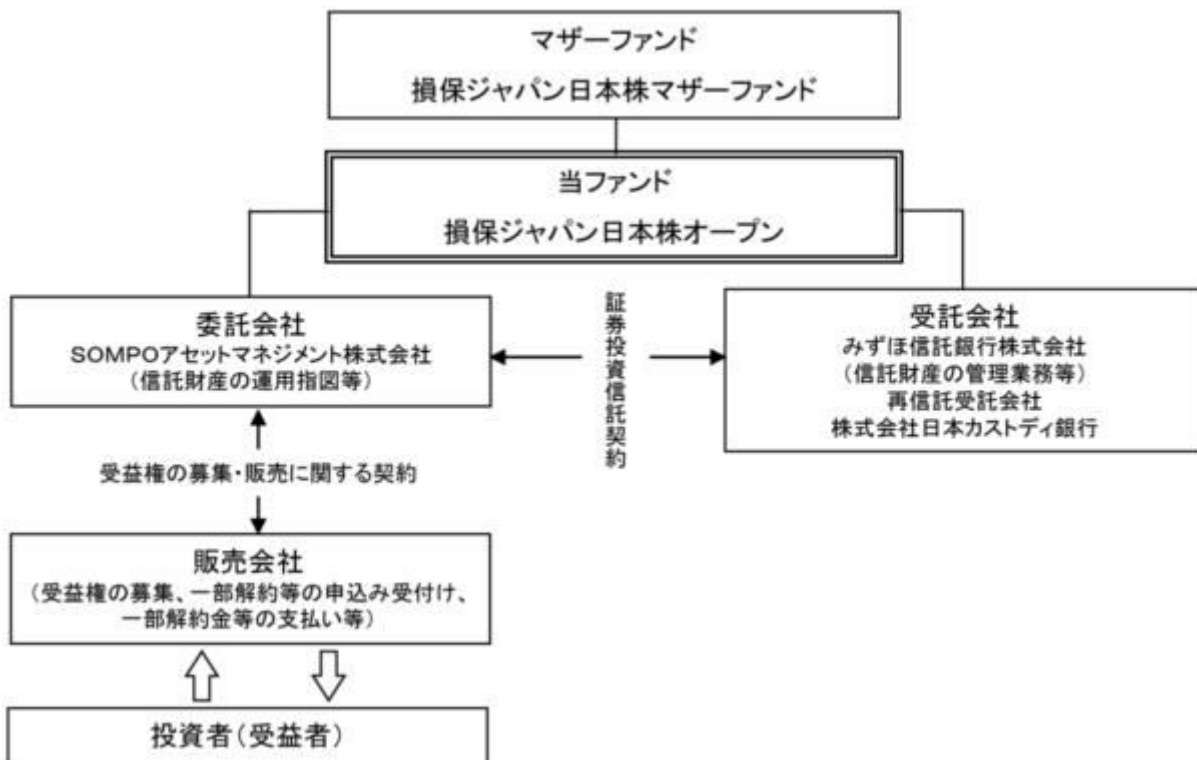 マザーファンド
損保ジャパン日本株マザーファンド
当ファンド
損保ジャパン日本株オープン
委託会社
SOMPOアセットマネジメント株式会社
(信託財産の運用指図等)
証券投資信託契約
受託会社
みずほ信託銀行株式会社
(信託財産の管理業務等)
再信託受託会社
株式会社日本カストディ銀行
受益権の募集・販売に関する契約
販売会社
(受益権の募集、一部解約等の申込み受付け、
一部解約金等の支払い等)
投資者(受益者)